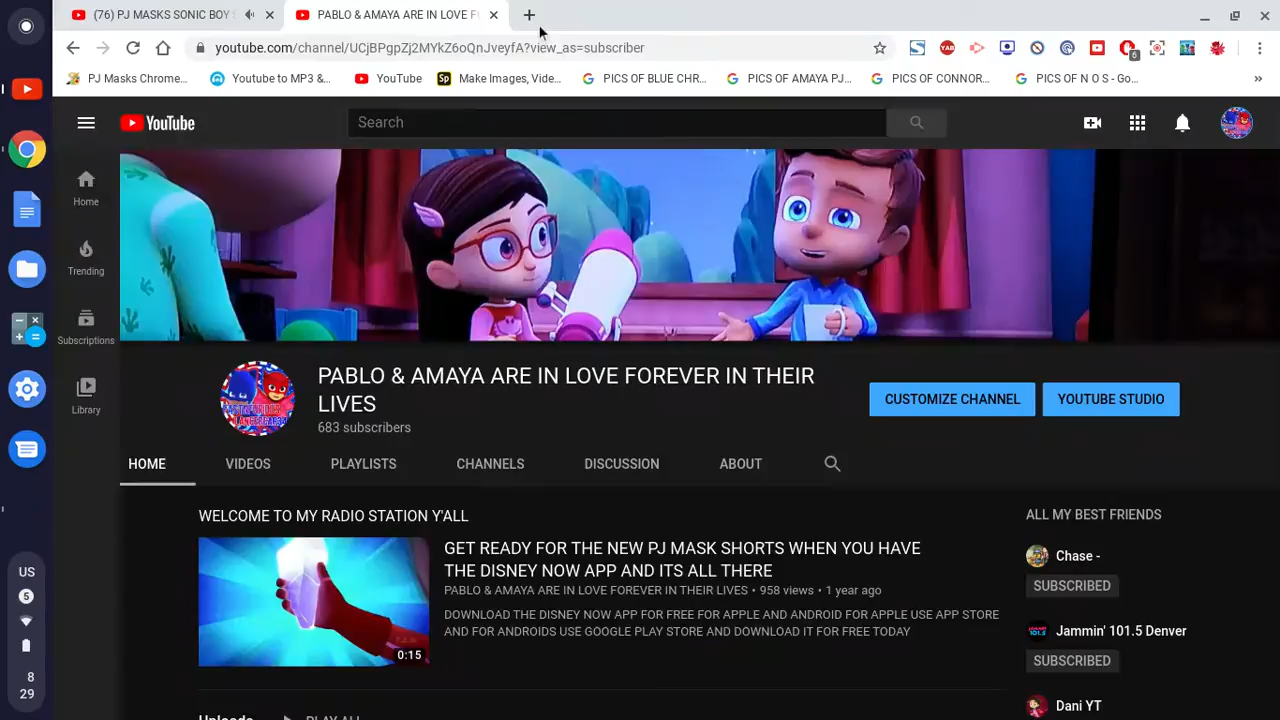 (76) PJ MASKS SONIC BOY
PABLO & AMAYA ARE IN LOVE F
youtube.com/channel/UCjBPgpZj2MYkZ6oQnJveyfA?view_as=subscriber
6
PJ Masks Chrome...
Youtube to MP3 &...
YouTube
Sp
Make Images, Vide...
PICS OF BLUE CHR...
PICS OF AMAYA PJ...
PICS OF CONNOR...
PICS OF N O S - Go...
»
YouTube
Search
Home
Trending
Subscriptions
Library
PABLO & AMAYA ARE IN LOVE FOREVER IN THEIR
LIVES
683 subscribers
CUSTOMIZE CHANNEL
YOUTUBE STUDIO
HOME
VIDEOS
PLAYLISTS
CHANNELS
DISCUSSION
ABOUT
WELCOME TO MY RADIO STATION Y'ALL
GET READY FOR THE NEW PJ MASK SHORTS WHEN YOU HAVE
THE DISNEY NOW APP AND ITS ALL THERE
PABLO & AMAYA ARE IN LOVE FOREVER IN THEIR LIVES • 958 views • 1 year ago
DOWNLOAD THE DISNEY NOW APP FOR FREE FOR APPLE AND ANDROID FOR APPLE USE APP STORE
AND FOR ANDROIDS USE GOOGLE PLAY STORE AND DOWNLOAD IT FOR FREE TODAY
0:15
ALL MY BEST FRIENDS
Chase -
SUBSCRIBED
Jammin' 101.5 Denver
SUBSCRIBED
Dani YT
Uploads
PLAY ALL
US
5
8
29